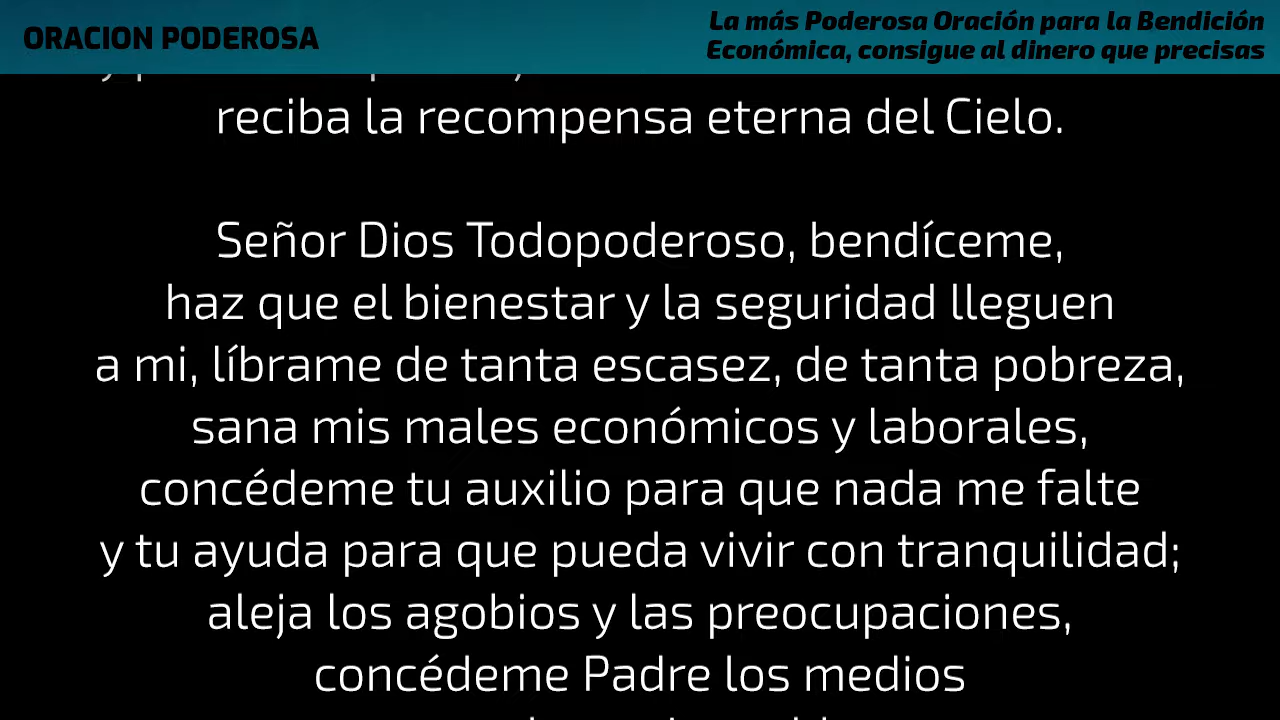 ORACION PODEROSA
La más Poderosa Oración para la Bendición
Económica, consigue al dinero que precisas
reciba la recompensa eterna del Cielo.
Señor Dios Todopoderoso, bendíceme,
haz que el bienestar y la seguridad lleguen
a mi, líbrame de tanta escasez, de tanta pobreza,
sana mis males económicos y laborales,
concédeme tu auxilio para que nada me falte
y tu ayuda para que pueda vivir con tranquilidad;
aleja los agobios y las preocupaciones,
concédeme Padre los medios